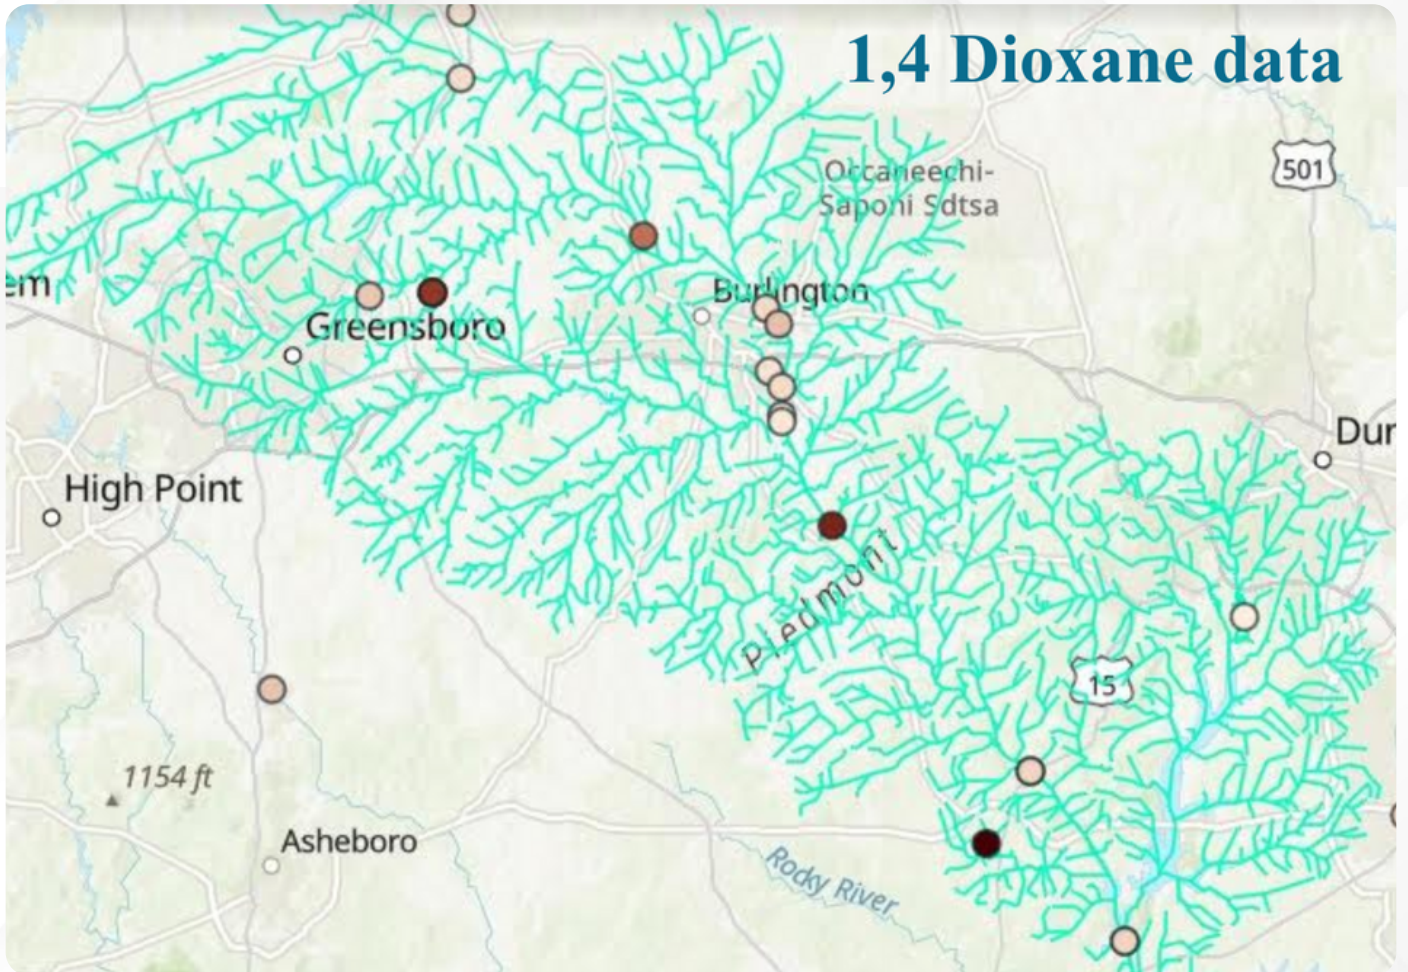 1,4 Dioxane data
501
Occaneechi-
Saponi Sdtsa
em
Burlington
Greensboro
Dur
High Point
Piedmont
15
1154 ft
Asheboro
Rocky River